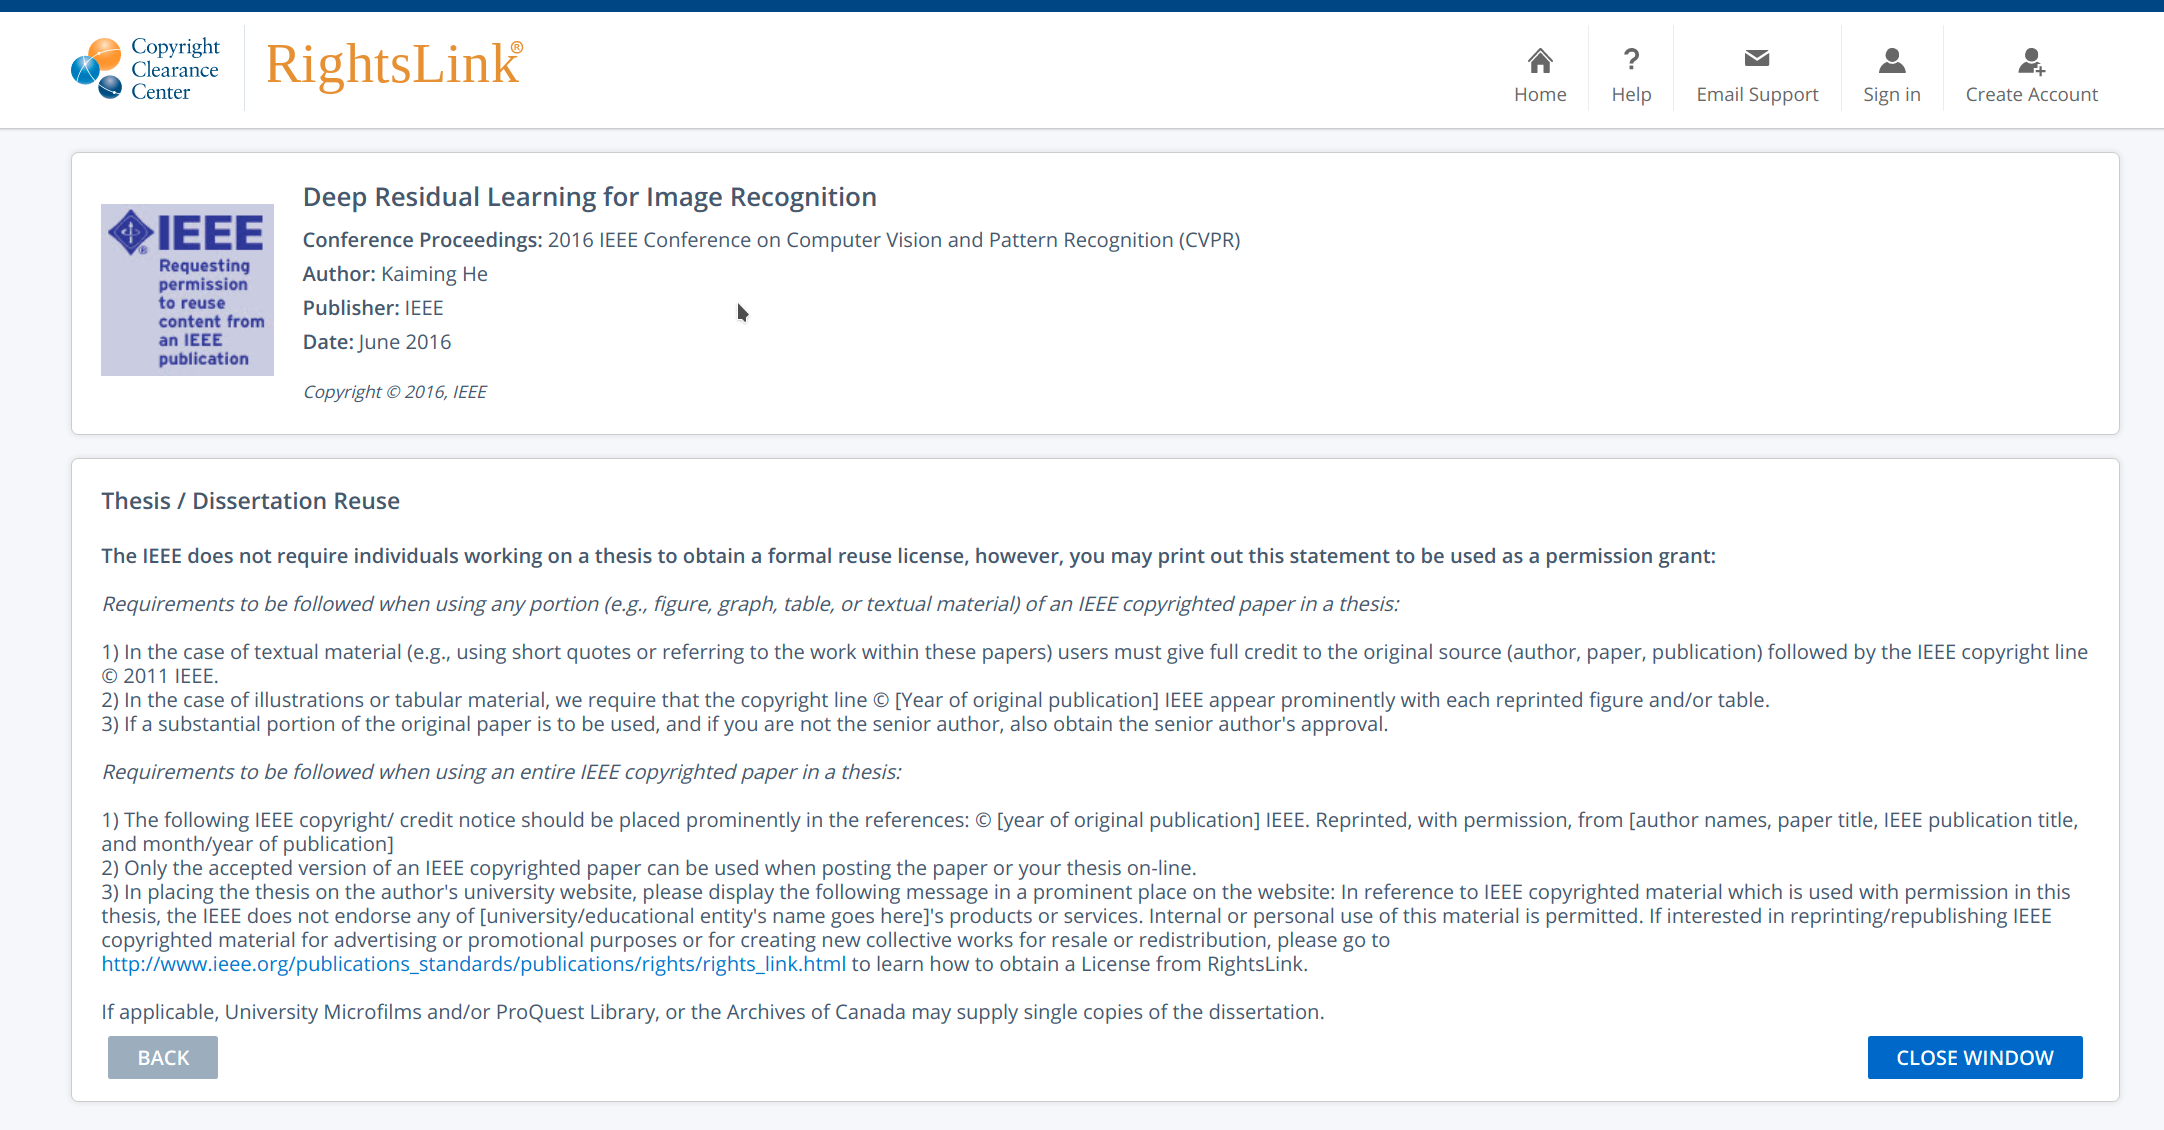 Copyright
Clearance
Center
RightsLink®
Home
Help
Email Support
Sign in
Create Account
IEEE
®
Requesting
permission
to reuse
content from
an IEEE
publication
Deep Residual Learning for Image Recognition
Conference Proceedings: 2016 IEEE Conference on Computer Vision and Pattern Recognition (CVPR)
Author: Kaiming He
Publisher: IEEE
Date: June 2016
Copyright © 2016, IEEE
Thesis / Dissertation Reuse
The IEEE does not require individuals working on a thesis to obtain a formal reuse license, however, you may print out this statement to be used as a permission grant:
Requirements to be followed when using any portion (e.g., figure, graph, table, or textual material) of an IEEE copyrighted paper in a thesis:
1) In the case of textual material (e.g., using short quotes or referring to the work within these papers) users must give full credit to the original source (author, paper, publication) followed by the IEEE copyright line
© 2011 IEEE.
2) In the case of illustrations or tabular material, we require that the copyright line © [Year of original publication] IEEE appear prominently with each reprinted figure and/or table.
3) If a substantial portion of the original paper is to be used, and if you are not the senior author, also obtain the senior author's approval.
Requirements to be followed when using an entire IEEE copyrighted paper in a thesis:
1) The following IEEE copyright/ credit notice should be placed prominently in the references: © [year of original publication] IEEE. Reprinted, with permission, from [author names, paper title, IEEE publication title,
and month/year of publication]
2) Only the accepted version of an IEEE copyrighted paper can be used when posting the paper or your thesis on-line.
3) In placing the thesis on the author's university website, please display the following message in a prominent place on the website: In reference to IEEE copyrighted material which is used with permission in this
thesis, the IEEE does not endorse any of [university/educational entity's name goes here]'s products or services. Internal or personal use of this material is permitted. If interested in reprinting/republishing IEEE
copyrighted material for advertising or promotional purposes or for creating new collective works for resale or redistribution, please go to
http://www.ieee.org/publications_standards/publications/rights/rights_link.html to learn how to obtain a License from RightsLink.
If applicable, University Microfilms and/or ProQuest Library, or the Archives of Canada may supply single copies of the dissertation.
BACK
CLOSE WINDOW